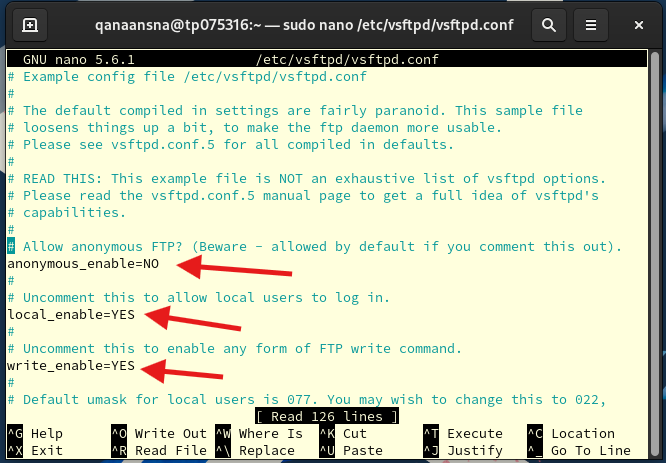 qanaansna@tp075316:~ — sudo nano /etc/vsftpd/vsftpd.conf
GNU nano 5.6.1 /etc/vsftpd/vsftpd.conf
# Example config file /etc/vsftpd/vsftpd.conf
#
# The default compiled in settings are fairly paranoid. This sample file
# loosens things up a bit, to make the ftp daemon more usable.
# Please see vsftpd.conf.5 for all compiled in defaults.
#
# READ THIS: This example file is NOT an exhaustive list of vsftpd options.
# Please read the vsftpd.conf.5 manual page to get a full idea of vsftpd's
# capabilities.
#
# Allow anonymous FTP? (Beware - allowed by default if you comment this out).
anonymous_enable=NO
#
# Uncomment this to allow local users to log in.
local_enable=YES
#
# Uncomment this to enable any form of FTP write command.
write_enable=YES
#
# Default umask for local users is 077. You may wish to change this to 022,
[ Read 126 lines ]
^G Help ^O Write Out ^W Where Is ^K Cut ^T Execute ^C Location
^X Exit ^R Read File ^\ Replace ^U Paste ^J Justify ^_ Go To Line